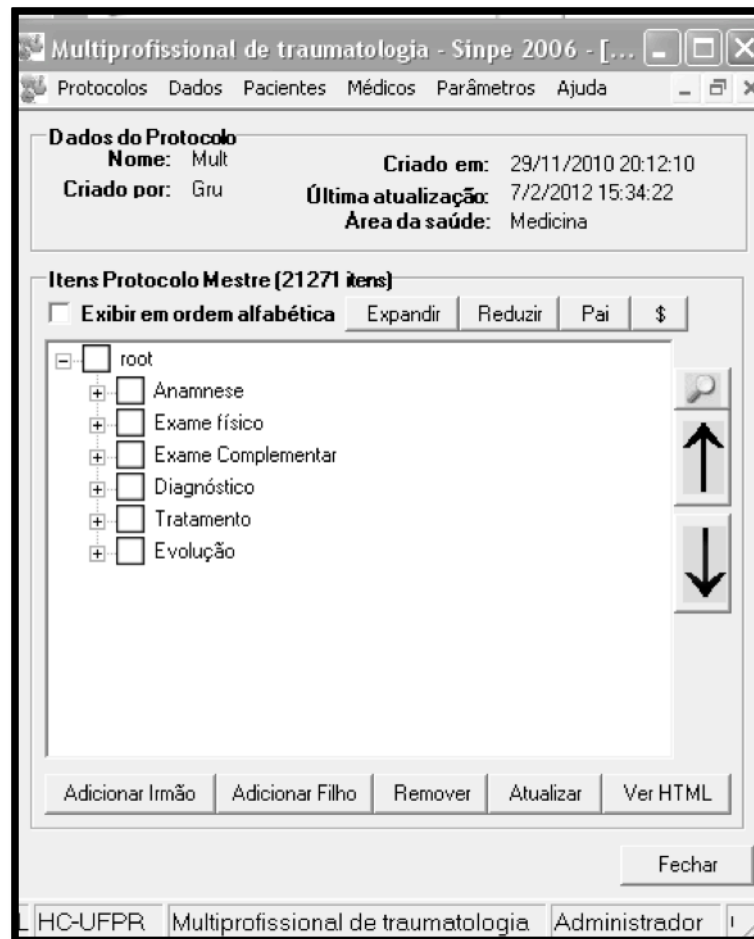 Multiprofissional de traumatologia - Sinpe 2006 - [...
Protocolos Dados Pacientes Médicos Parâmetros Ajuda
Dados do Protocolo
Nome: Mult
Criado em: 29/11/2010 20:12:10
Criado por: Gru
Última atualização: 7/2/2012 15:34:22
Área da saúde: Medicina
Itens Protocolo Mestre (21271 itens)
Exibir em ordem alfabética Expandir Reduzir Pai $
root
Anamnese
Exame físico
Exame Complementar
Diagnóstico
Tratamento
Evolução
Adicionar Irmão Adicionar Filho Remover Atualizar Ver HTML
Fechar
HC-UFPR Multiprofissional de traumatologia Administrador